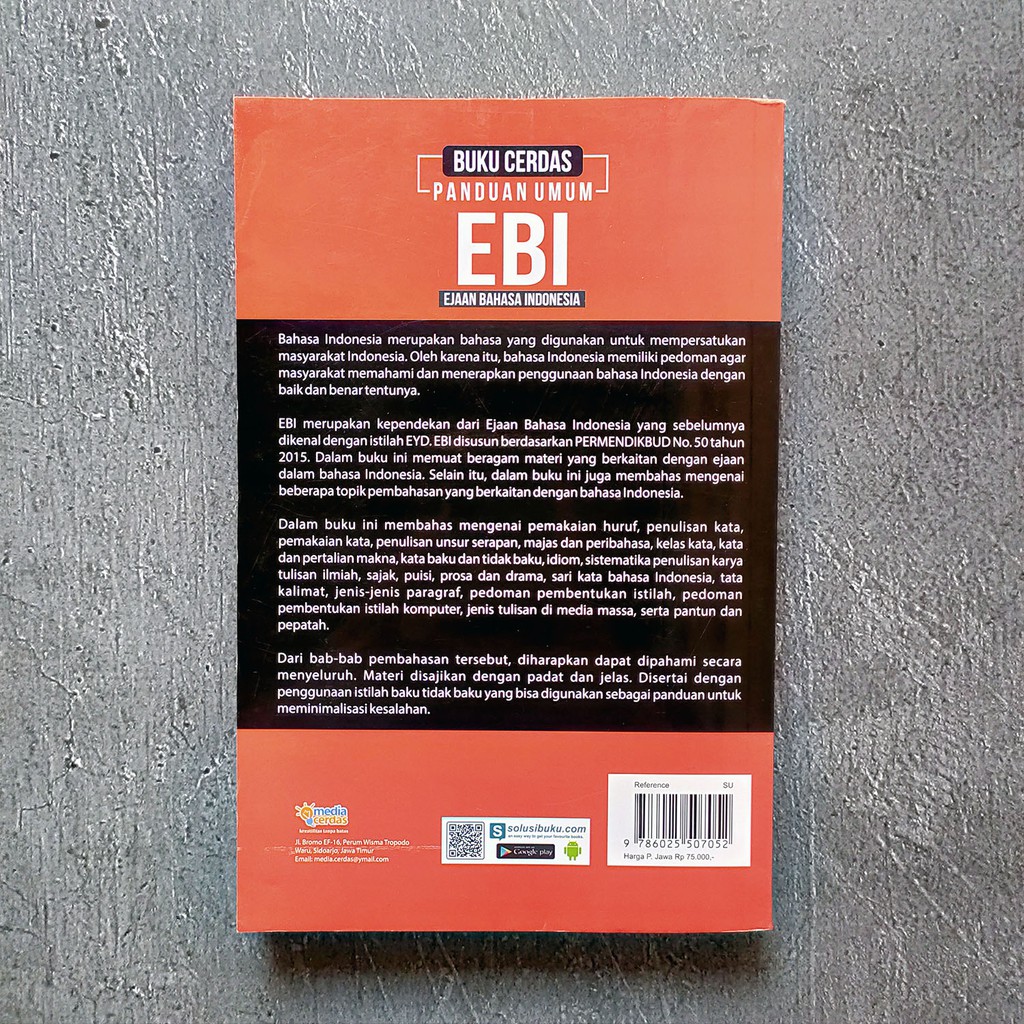 BUKU CERDAS
PANDUAN UMUM
EBI
EJAAN BAHASA INDONESIA
Bahasa Indonesia merupakan bahasa yang digunakan untuk mempersatukan
masyarakat Indonesia. Oleh karena itu, bahasa Indonesia memiliki pedoman agar
masyarakat memahami dan menerapkan penggunaan bahasa Indonesia dengan
baik dan benar tentunya.
EBI merupakan kependekan dari Ejaan Bahasa Indonesia yang sebelumnya
dikenal dengan istilah EYD. EBI disusun berdasarkan PERMENDIKBUD No. 50 tahun
2015. Dalam buku ini memuat beragam materi yang berkaitan dengan ejaan
dalam bahasa Indonesia. Selain itu, dalam buku ini juga membahas mengenai
beberapa topik pembahasan yang berkaitan dengan bahasa Indonesia.
Dalam buku ini membahas mengenai pemakaian huruf, penulisan kata,
pemakaian kata, penulisan unsur serapan, majas dan peribahasa, kelas kata, kata
dan pertalian makna, kata baku dan tidak baku, idiom, sistematika penulisan karya
tulisan ilmiah, sajak, puisi, prosa dan drama, sari kata bahasa Indonesia, tata
kalimat, jenis-jenis paragraf, pedoman pembentukan istilah, pedoman
pembentukan istilah komputer, jenis tulisan di media massa, serta pantun dan
pepatah.
Dari bab-bab pembahasan tersebut, diharapkan dapat dipahami secara
menyeluruh. Materi disajikan dengan padat dan jelas. Disertai dengan
penggunaan istilah baku tidak baku yang bisa digunakan sebagai panduan untuk
meminimalisasi kesalahan.
media
cerdas
kreatifitas tanpa batas
Jl. Bromo EF-16, Perum Wisma Tropodo
Waru, Sidoarjo, Jawa Timur
Email: media.cerdas@ymail.com
S solusibuku.com
an easy way to get your favourite books.
Google play
Reference SU
9 786025 507052
Harga P. Jawa Rp 75.000,-